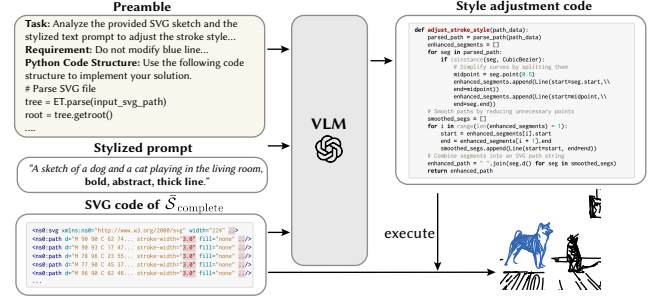 Preamble
Task: Analyze the provided SVG sketch and the
stylized text prompt to adjust the stroke style...
Requirement: Do not modify blue line...
Python Code Structure: Use the following code
structure to implement your solution.
# Parse SVG file
tree = ET.parse(input_svg_path)
root = tree.getroot()
....
Stylized prompt
“A sketch of a dog and a cat playing in the living room,
bold, abstract, thick line.”
SVG code of S̄complete
<ns0:svg xmlns:ns0="http://www.w3.org/2000/svg" width="224" ..>
<ns0:path d="M 50 90 C 62 74... stroke-width="3.0" fill="none" ../>
<ns0:path d="M 90 93 C 17 47... stroke-width="3.0" fill="none" ../>
<ns0:path d="M 78 96 C 23 55... stroke-width="3.0" fill="none" ../>
<ns0:path d="M 77 90 C 45 37... stroke-width="3.0" fill="none" ../>
<ns0:path d="M 96 90 C 82 46... stroke-width="3.0" fill="none" ../>
...
VLM
Style adjustment code
def adjust_stroke_style(path_data):
parsed_path = parse_path(path_data)
enhanced_segments = []
for seg in parsed_path:
if isinstance(seg, CubicBezier):
# Simplify curves by splitting them
midpoint = seg.point(0.5)
enhanced_segments.append(Line(start=seg.start,\\
end=midpoint))
enhanced_segments.append(Line(start=midpoint,\\
end=seg.end))
# Smooth paths by reducing unnecessary points
smoothed_segs = []
for i in range(len(enhanced_segments) - 1):
start = enhanced_segments[i].start
end = enhanced_segments[i + 1].end
smoothed_segs.append(Line(start=start, end=end))
# Combine segments into an SVG path string
enhanced_path = " ".join(seg.d() for seg in smoothed_segs)
return enhanced_path
execute